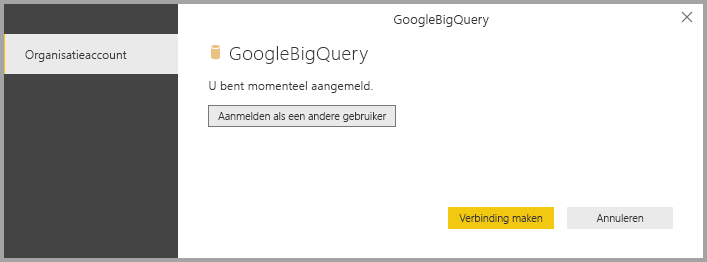 GoogleBigQuery
Organisatieaccount
GoogleBigQuery
U bent momenteel aangemeld.
Aanmelden als een andere gebruiker
Verbinding maken
Annuleren